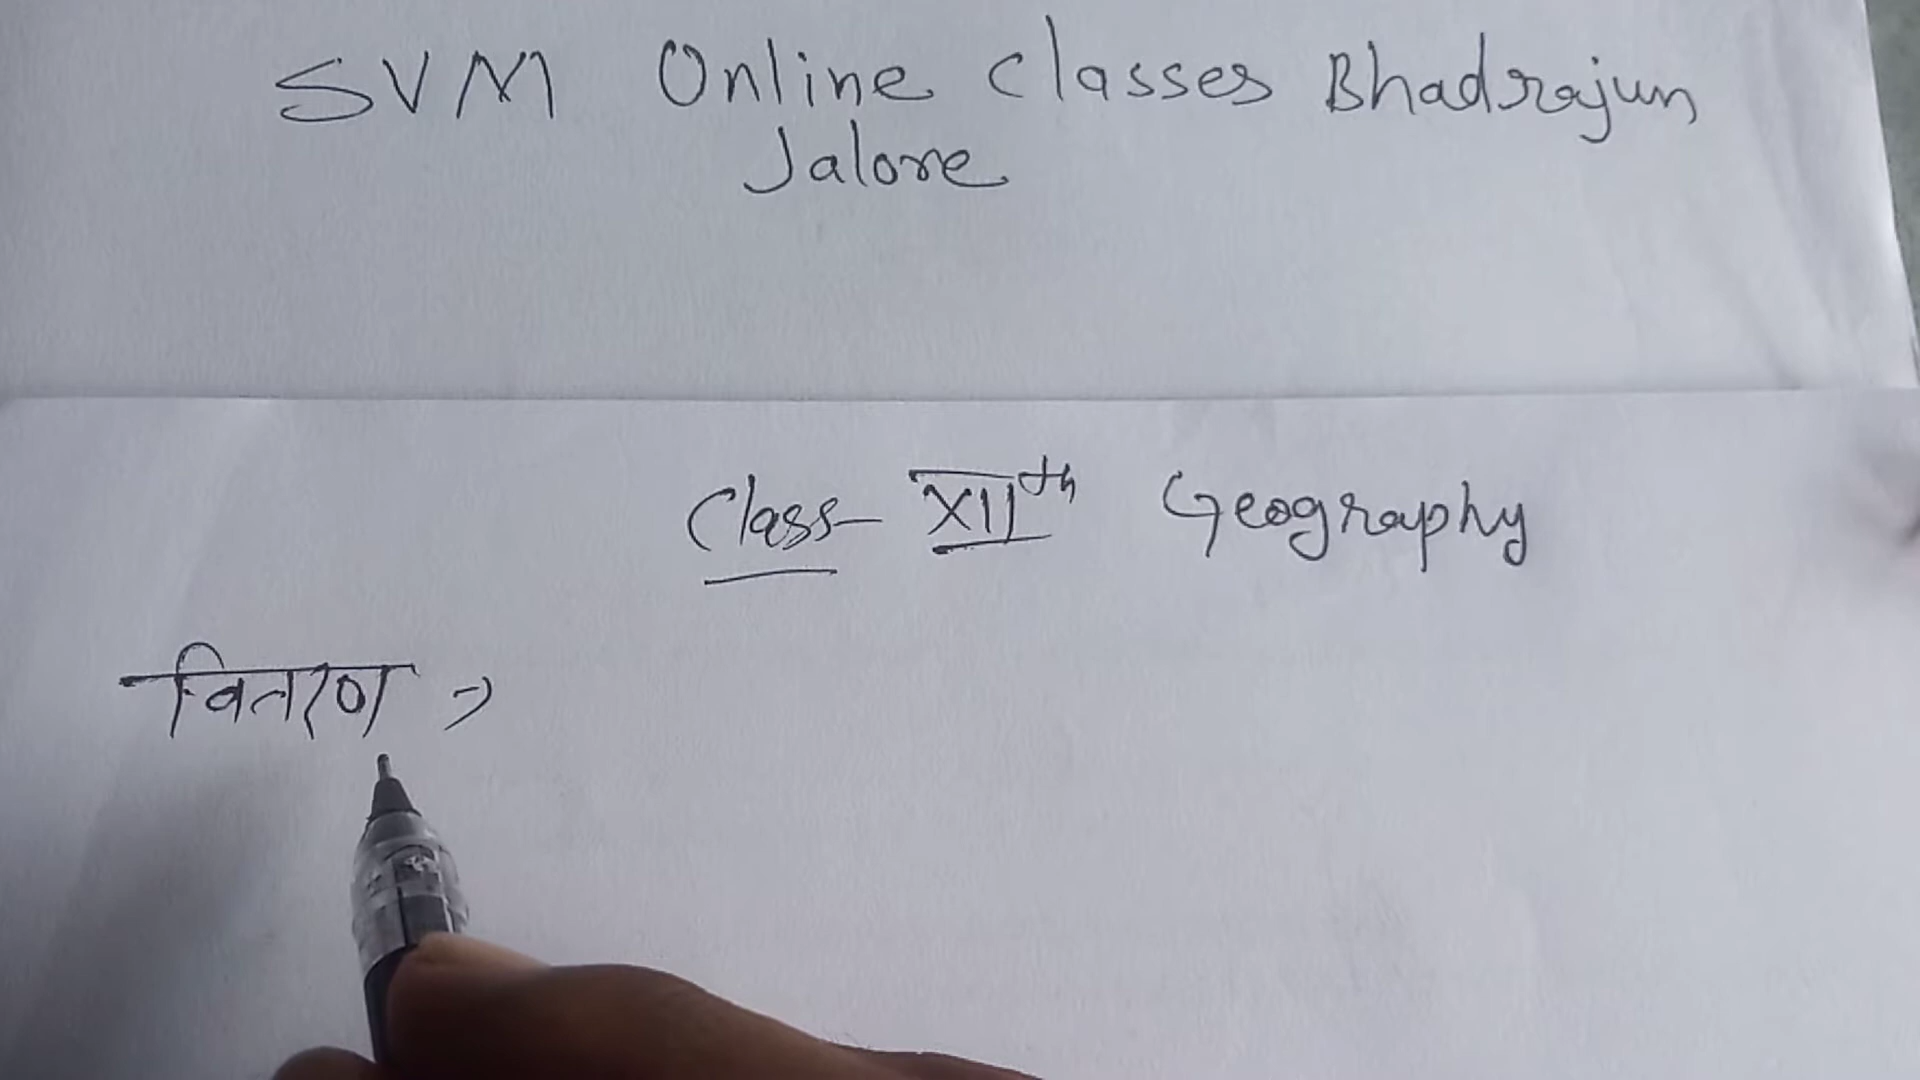 SVM Online Classes Bhadrajun
Jalore
Class - XIIth Geography
वितरण →